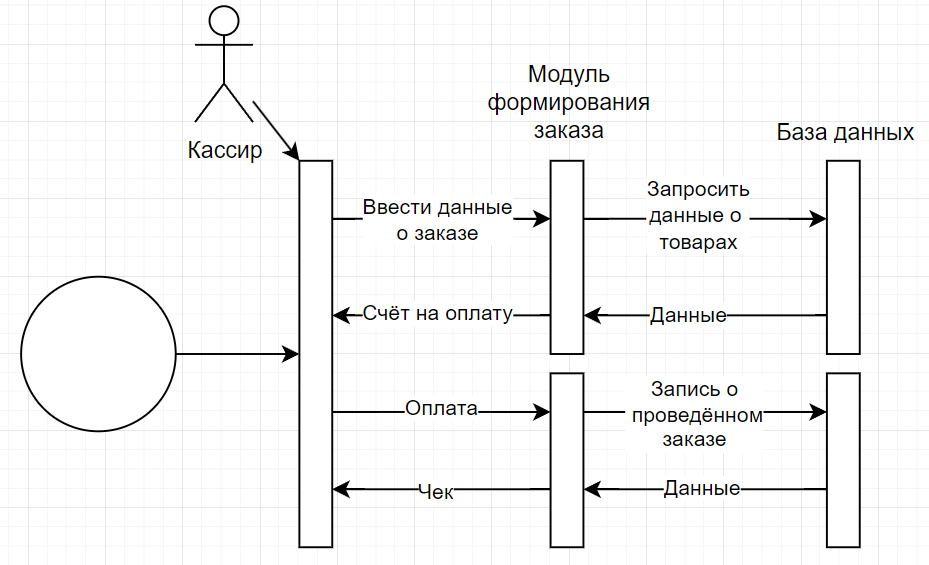 Кассир
Модуль
формирования
заказа
База данных
Ввести данные
о заказе
Запросить
данные о
товарах
Счёт на оплату
Данные
Оплата
Запись о
проведённом
заказе
Чек
Данные